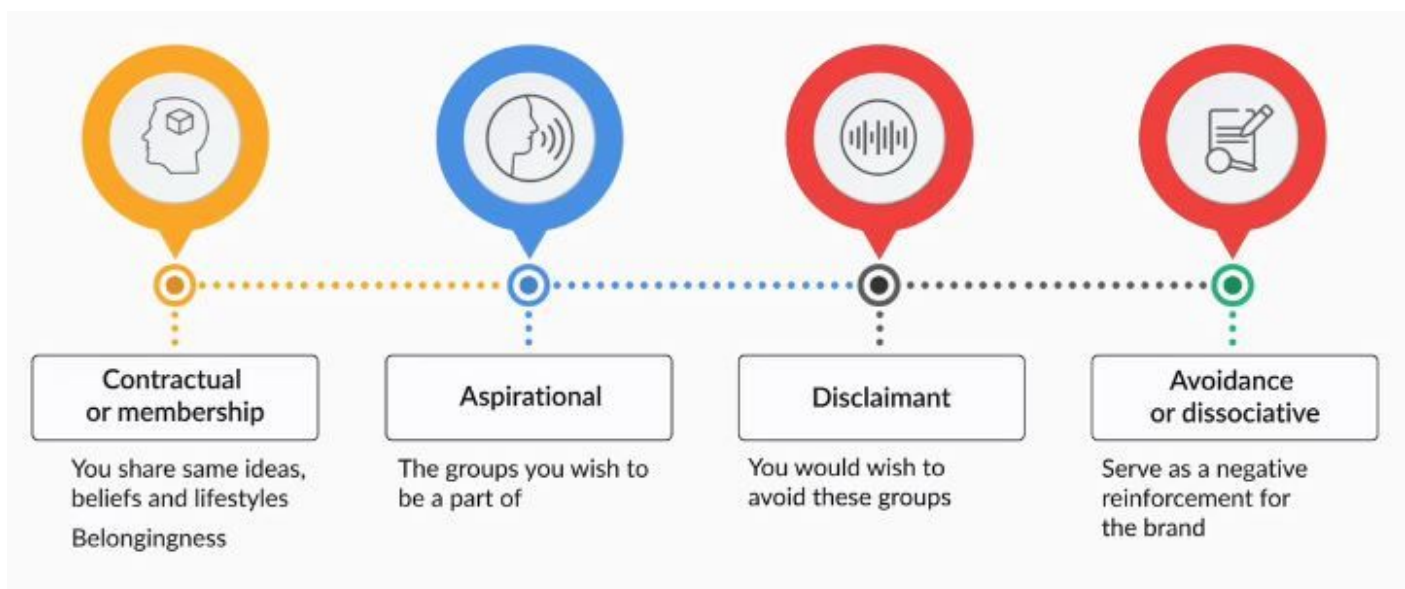 Contractual
or membership
You share same ideas,
beliefs and lifestyles
Belongingness
Aspirational
The groups you wish to
be a part of
Disclaimant
You would wish to
avoid these groups
Avoidance
or dissociative
Serve as a negative
reinforcement for
the brand